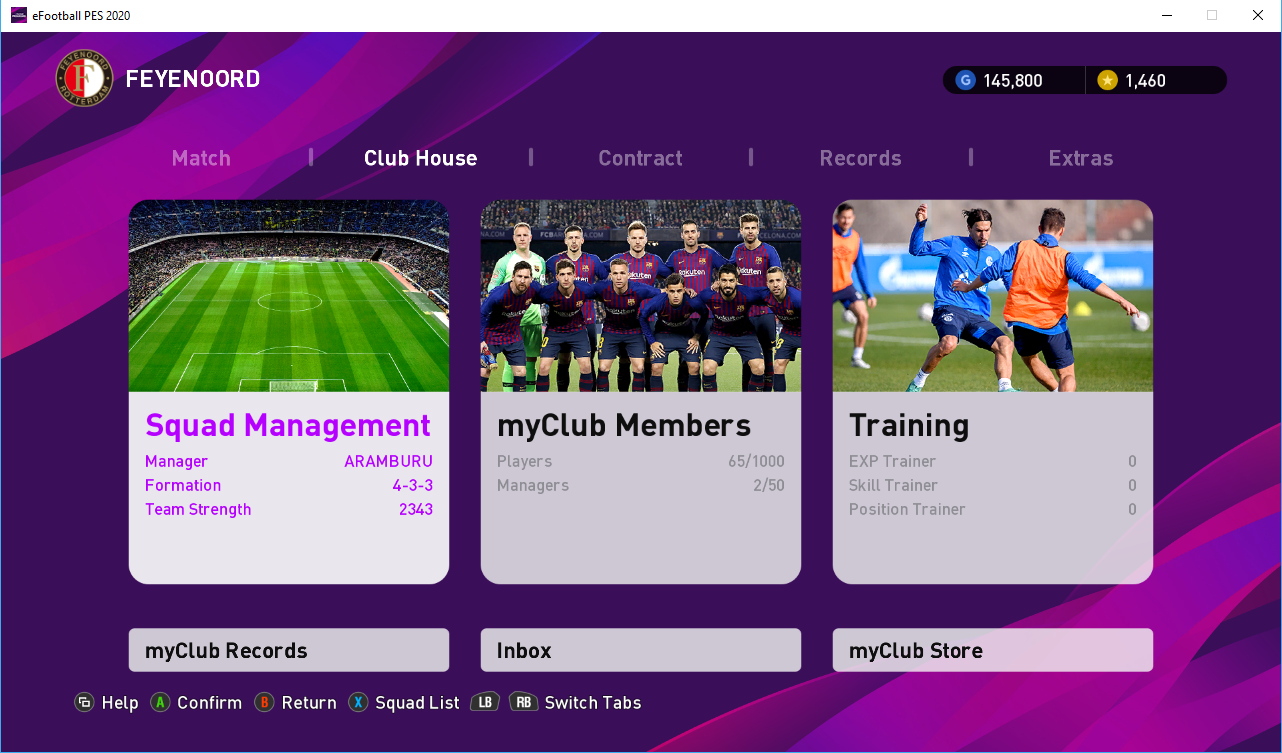 eFootball PES 2020
FEYENOORD
ROTTERDAM
FEYENOORD
G 145,800
1,460
Match
Club House
Contract
Records
Extras
FCBARCELONA.COM
Rakuten
Squad Management
Manager ARAMBURU
Formation 4-3-3
Team Strength 2343
myClub Members
Players 65/1000
Managers 2/50
Training
EXP Trainer 0
Skill Trainer 0
Position Trainer 0
myClub Records
Inbox
myClub Store
Help A Confirm B Return X Squad List LB RB Switch Tabs